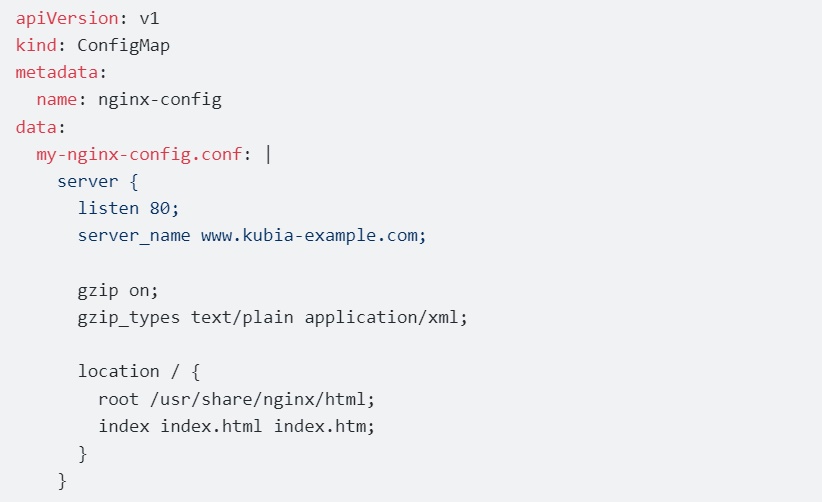 apiVersion: v1
kind: ConfigMap
metadata:
  name: nginx-config
data:
  my-nginx-config.conf: |
    server {
      listen 80;
      server_name www.kubia-example.com;

      gzip on;
      gzip_types text/plain application/xml;

      location / {
        root /usr/share/nginx/html;
        index index.html index.htm;
      }
    }